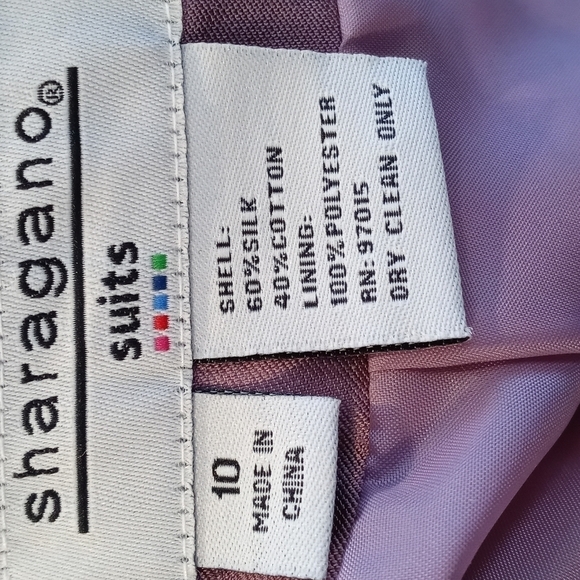 sharagano®
suits
SHELL:
60%SILK
40%COTTON
LINING:
100%POLYESTER
RN: 97015
DRY CLEAN ONLY
10
MADE IN
CHINA